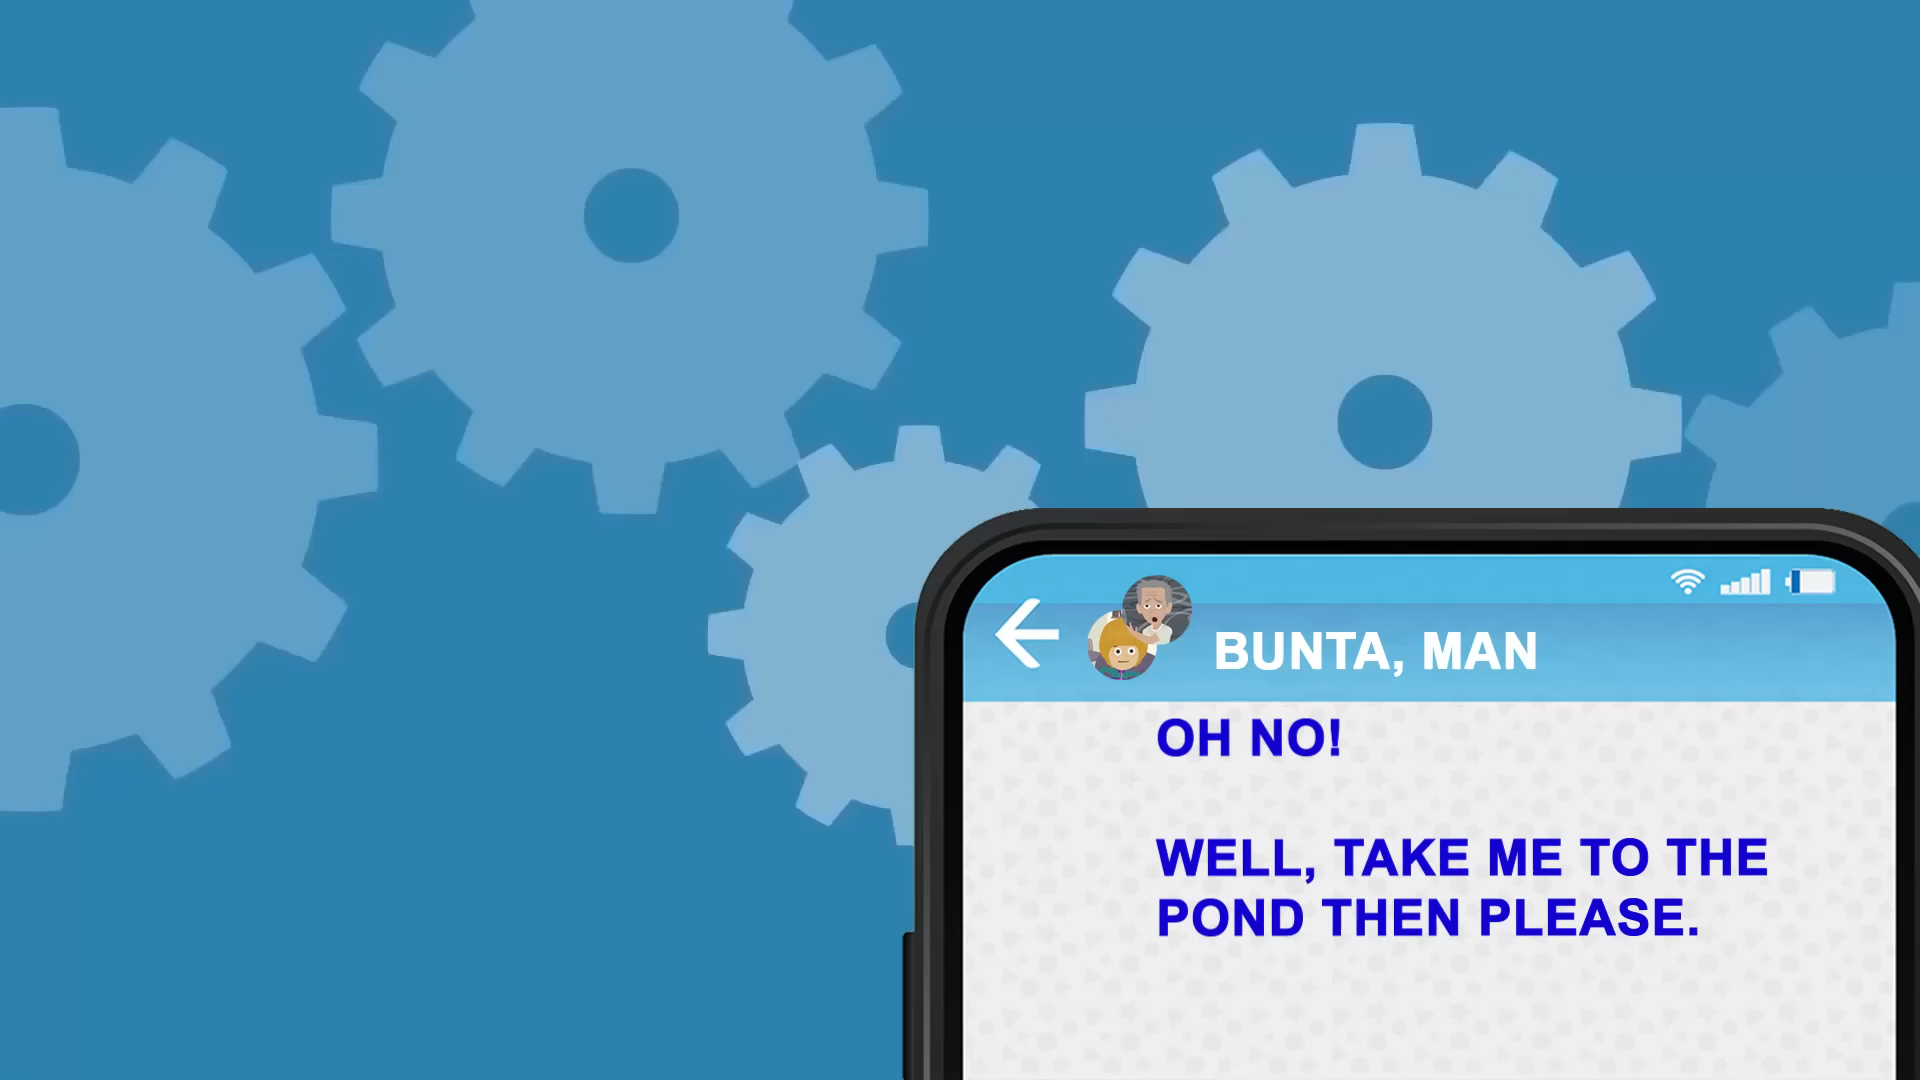 BUNTA, MAN
OH NO!
WELL, TAKE ME TO THE
POND THEN PLEASE.